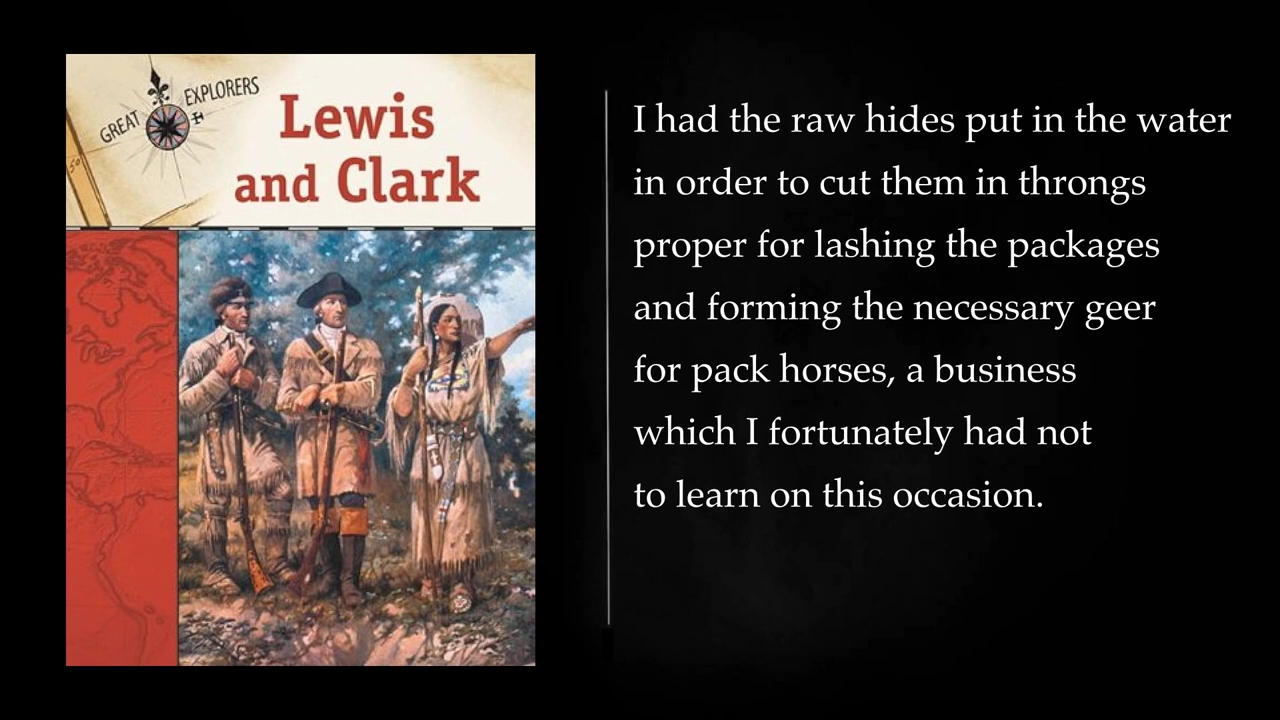 GREAT EXPLORERS
Lewis
and Clark
I had the raw hides put in the water
in order to cut them in throngs
proper for lashing the packages
and forming the necessary geer
for pack horses, a business
which I fortunately had not
to learn on this occasion.